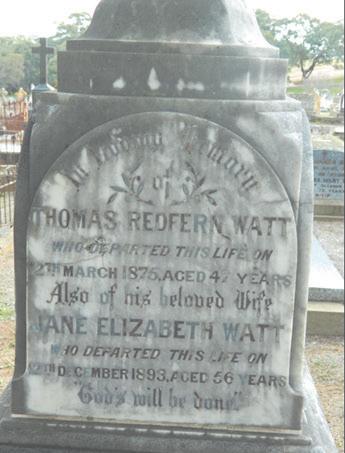 In Loving Memory
of
THOMAS REDFERN WATT
WHO DEPARTED THIS LIFE ON
MARCH 1875, AGED 47 YEARS
Also of his beloved Wife
JANE ELIZABETH WATT
WHO DEPARTED THIS LIFE ON
12TH DECEMBER 1893, AGED 56 YEARS
"God's will be done."